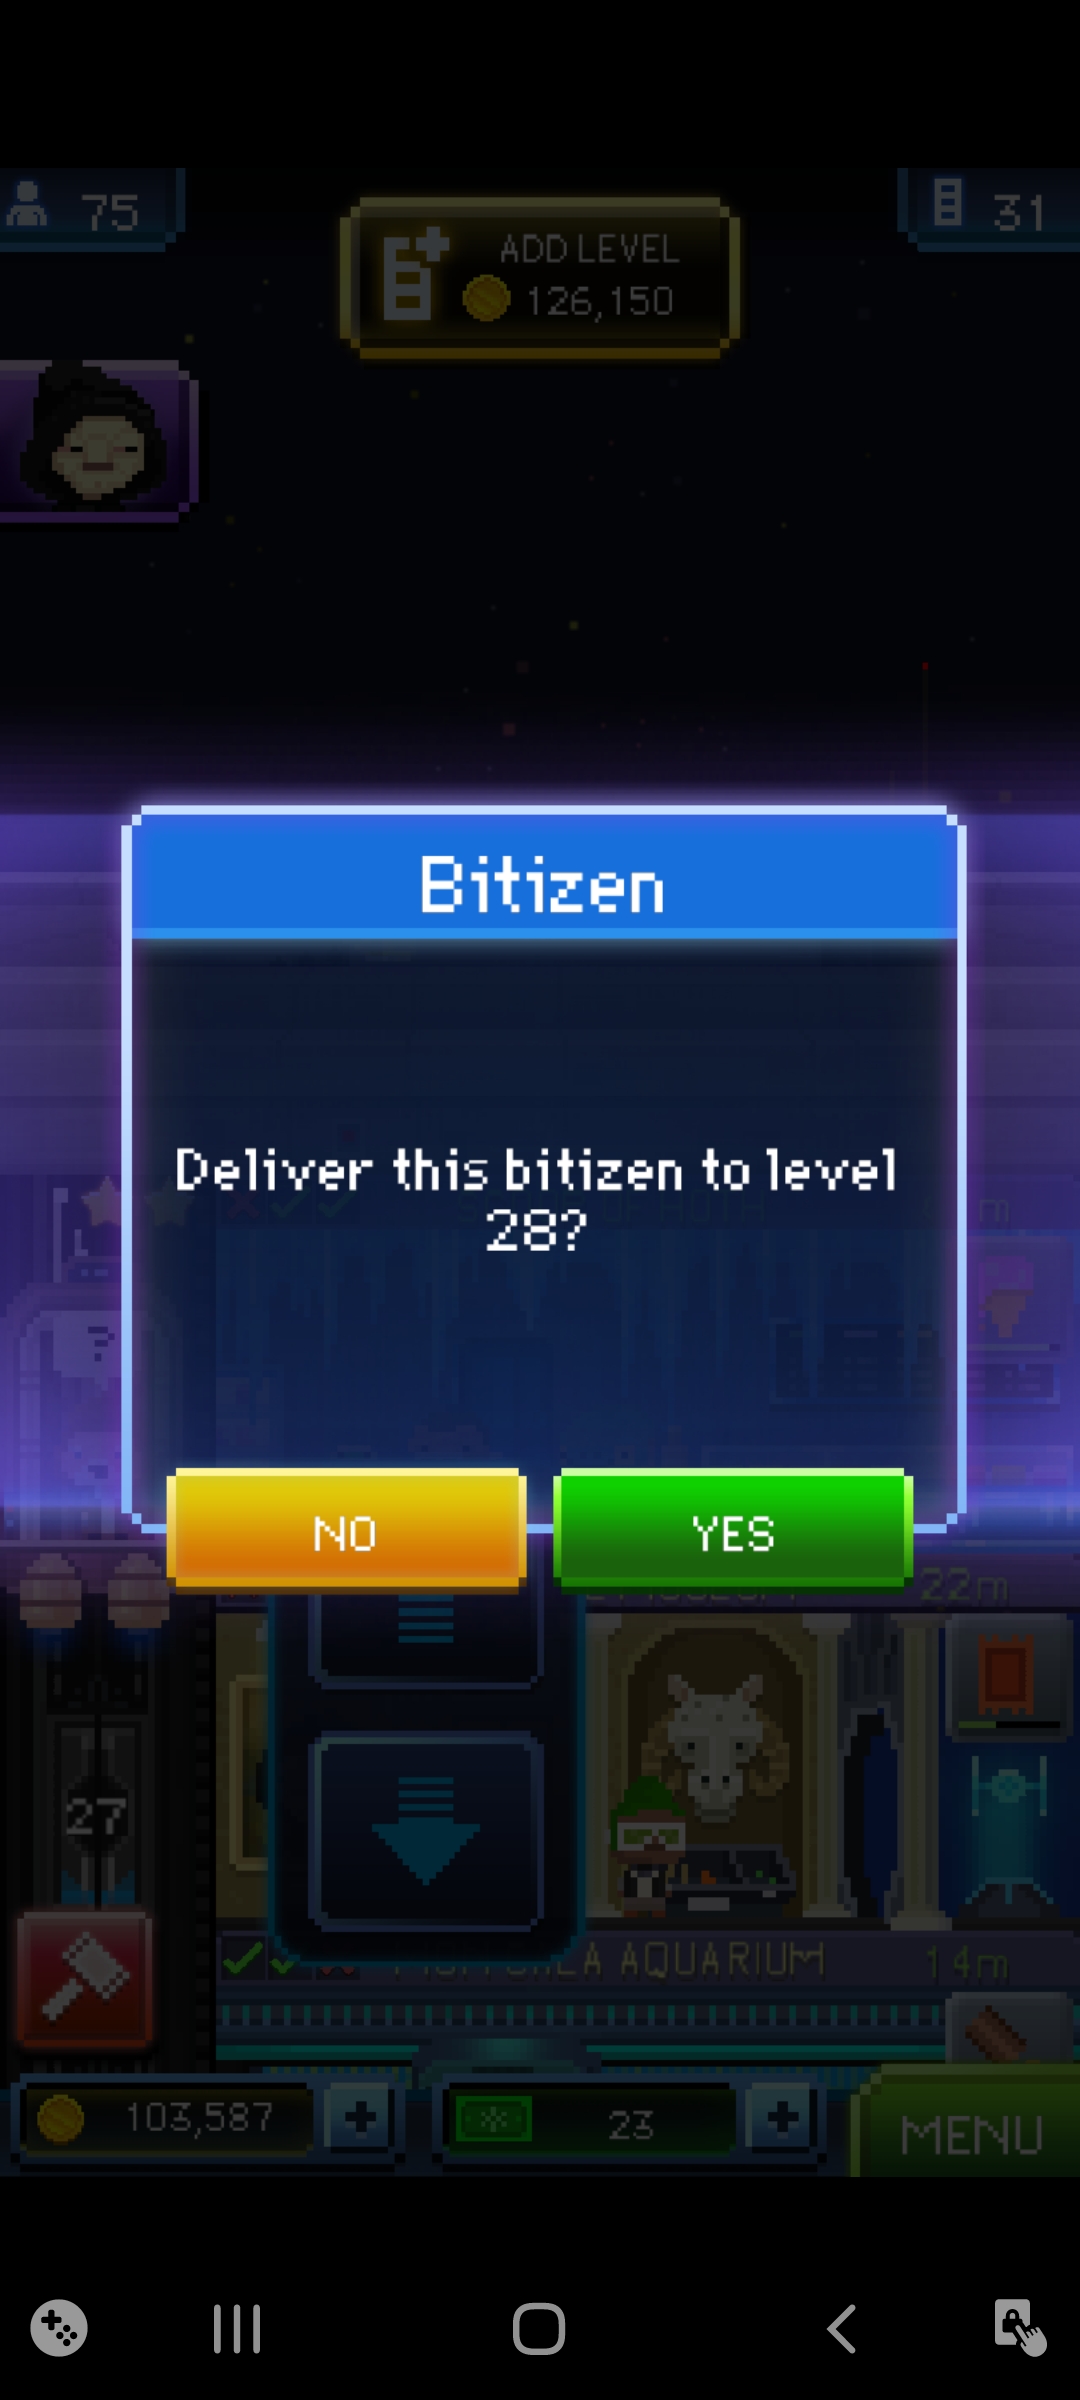 75
31
ADD LEVEL
126,150
Bitizen
Deliver this bitizen to level
28?
m
NO
YES
22m
27
AQUARIUM
14m
103,587
23
MENU